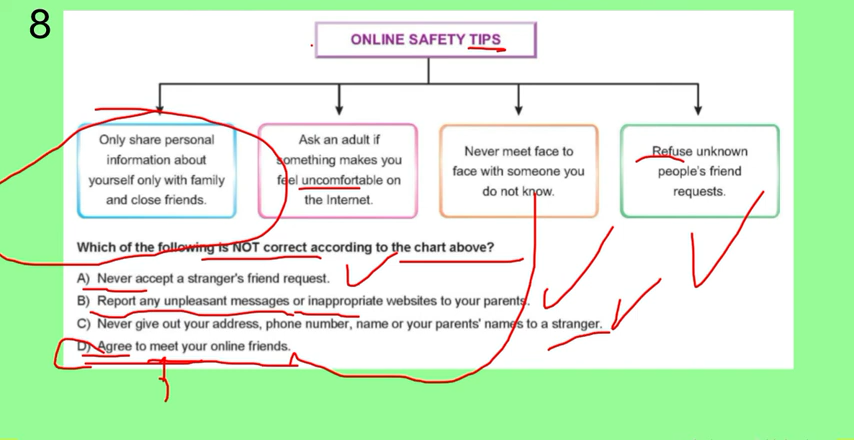 8
ONLINE SAFETY TIPS
Only share personal
information about
yourself only with family
and close friends.
Ask an adult if
something makes you
feel uncomfortable on
the Internet.
Never meet face to
face with someone you
do not know.
Refuse unknown
people's friend
requests.
Which of the following is NOT correct according to the chart above?
A) Never accept a stranger's friend request.
B) Report any unpleasant messages or inappropriate websites to your parents.
C) Never give out your address, phone number, name or your parents' names to a stranger.
D) Agree to meet your online friends.